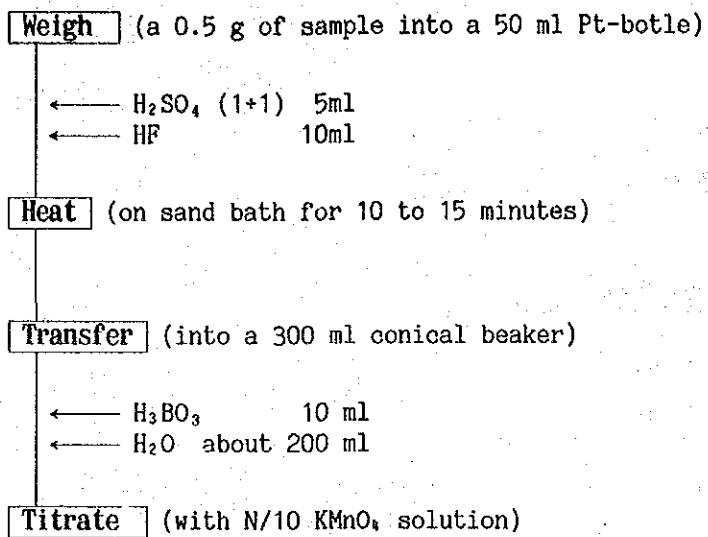 Weigh (a 0.5 g of sample into a 50 ml Pt-botle)
← H₂SO₄ (1+1) 5ml
← HF 10ml
Heat (on sand bath for 10 to 15 minutes)
Transfer (into a 300 ml conical beaker)
← H₃BO₃ 10 ml
← H₂O about 200 ml
Titrate (with N/10 KMnO₄ solution)